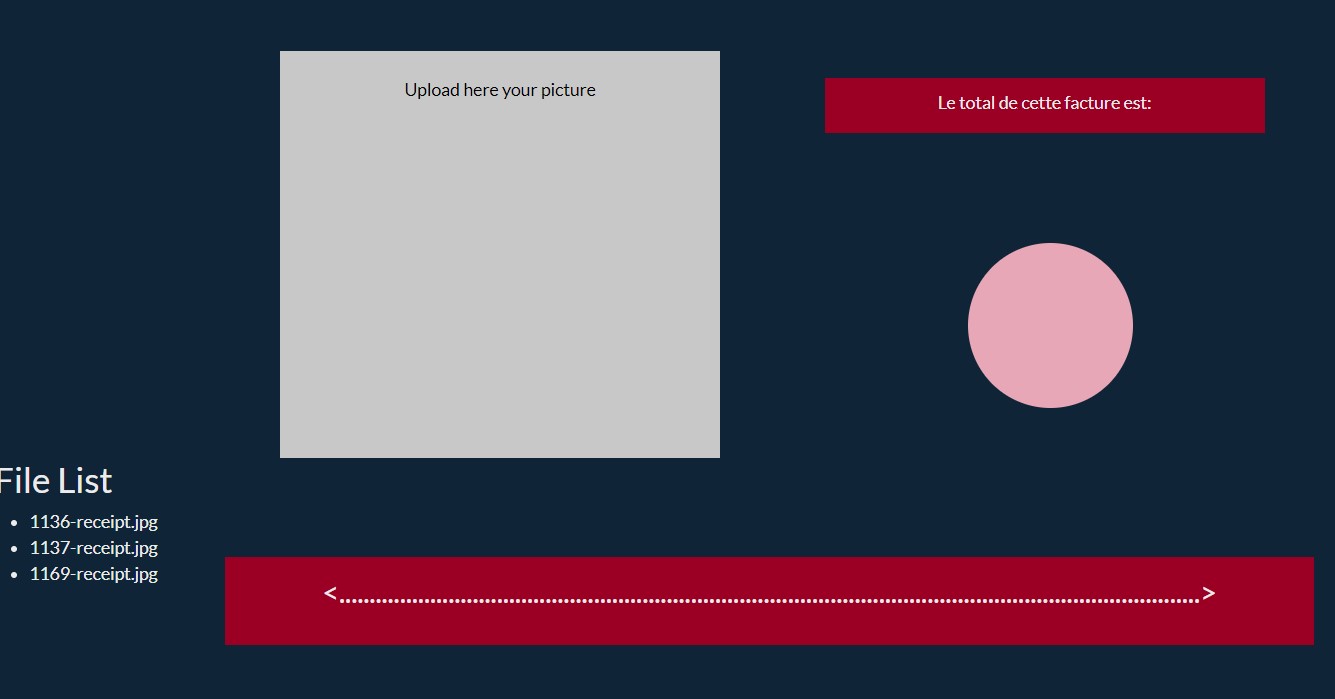 Upload here your picture
Le total de cette facture est:
File List
1136-receipt.jpg
1137-receipt.jpg
1169-receipt.jpg
<...............................................................................................................................................>